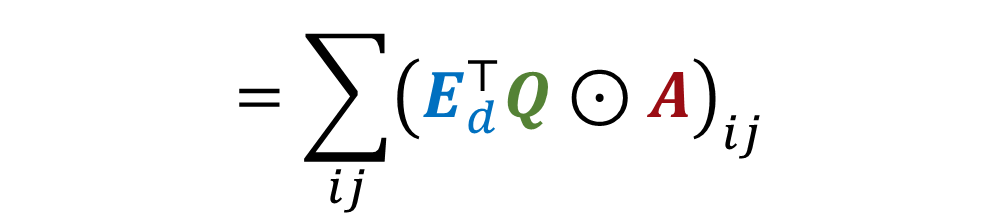 = ∑_{ij} (E_d^⊤ Q ⊙ A)_{ij}